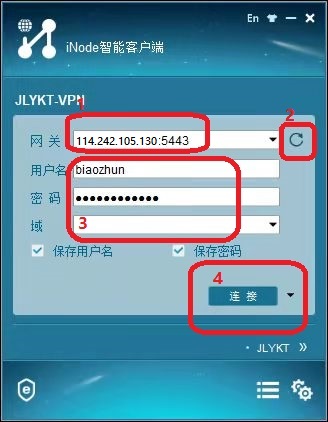 En
iNode智能客户端
JLYKT-VPN
1
2
网 关 114.242.105.130:5443
用户名 biaozhun
密 码 ●●●●●●●●●●●●
3
域
保存用户名 保存密码
4
连 接
· JLYKT »
e